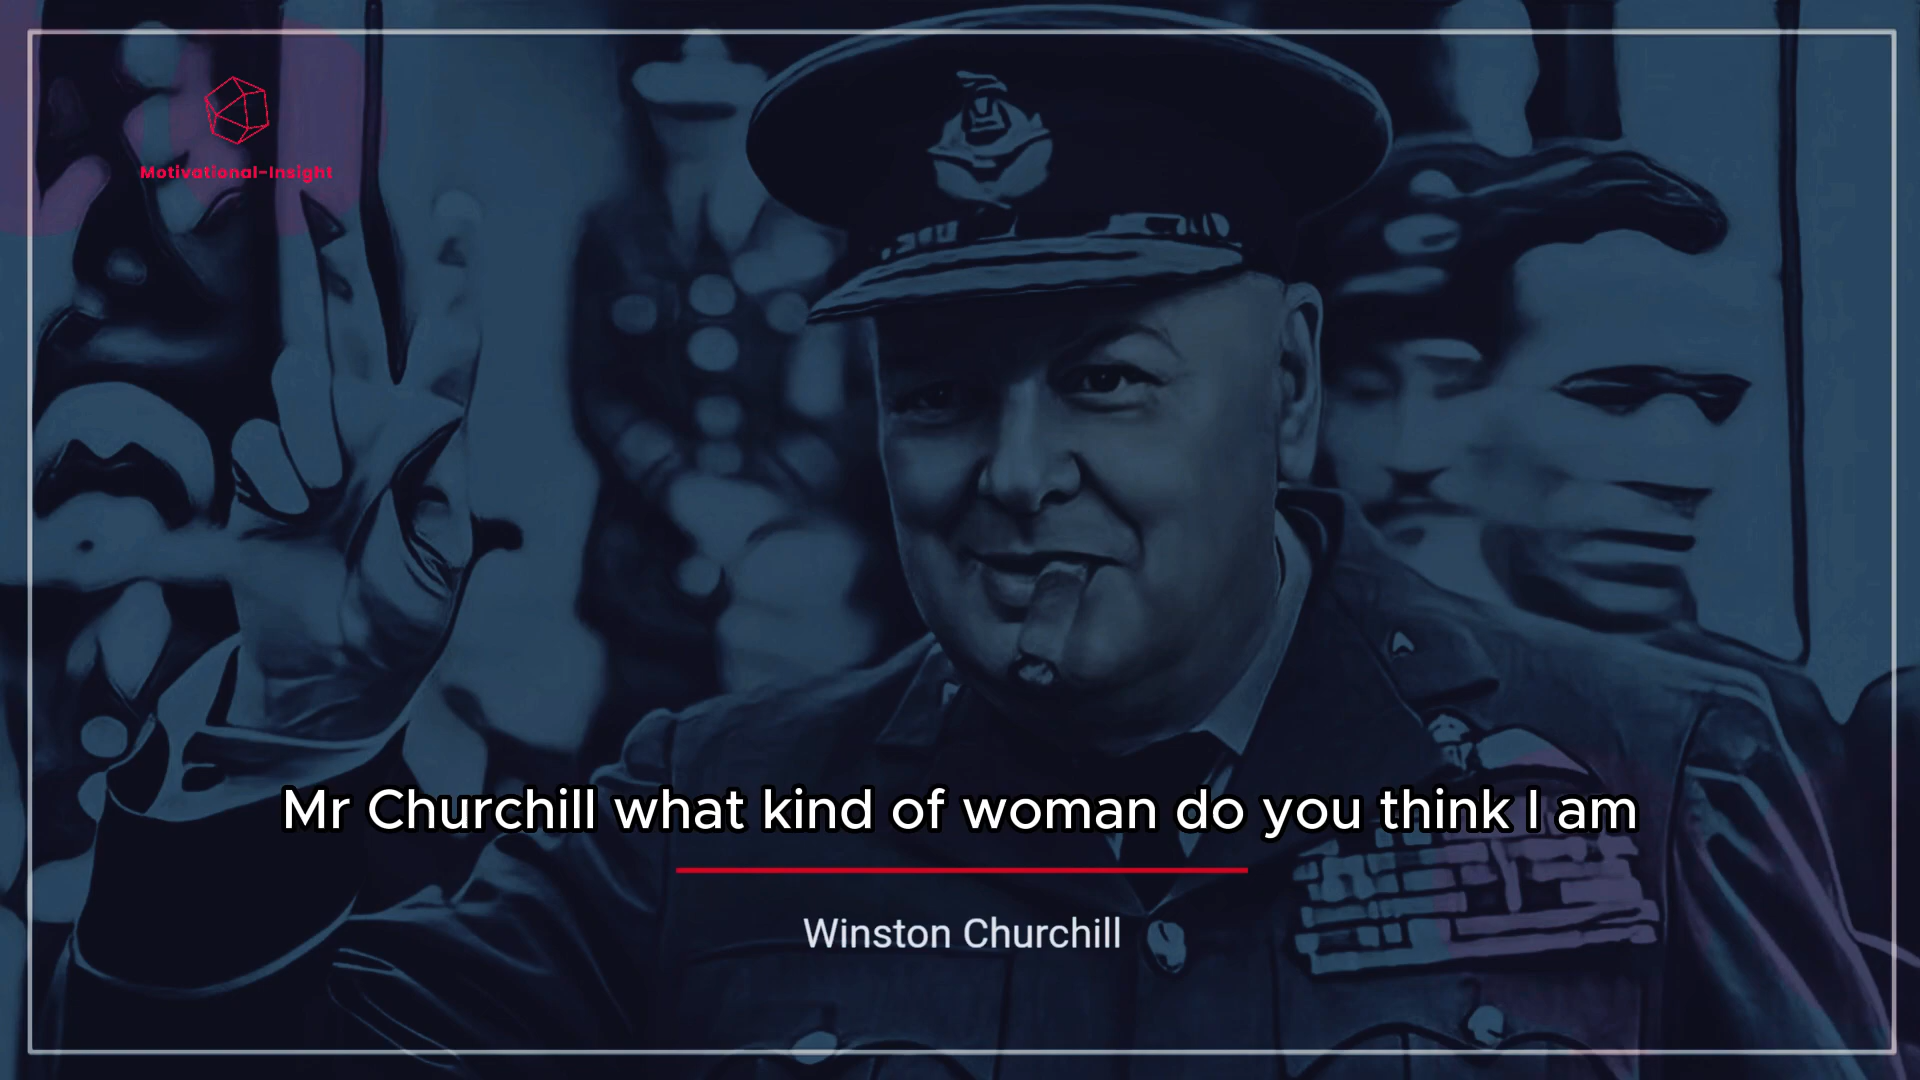 Motivational-Insight
Mr Churchill what kind of woman do you think I am
Winston Churchill